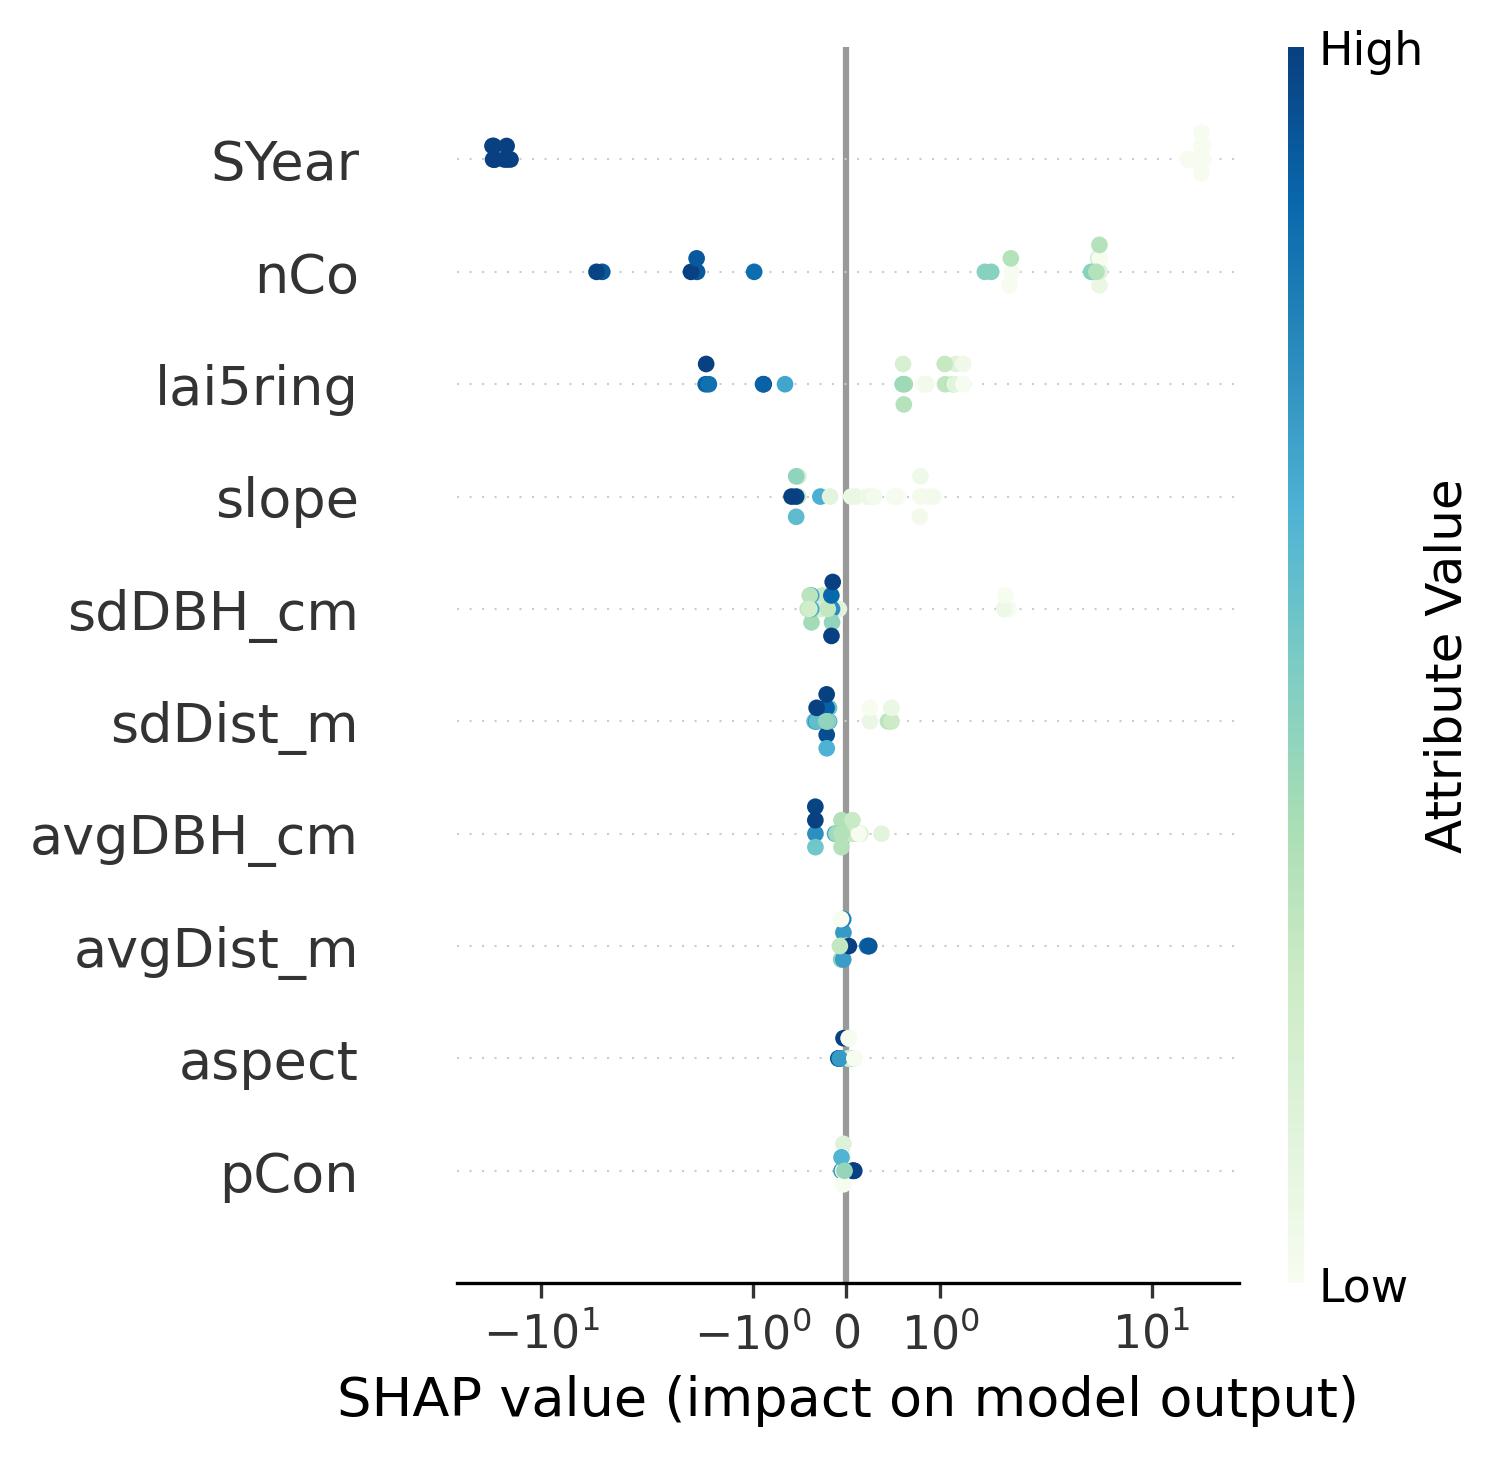 High
SYear
nCo
lai5ring
slope
sdDBH_cm
sdDist_m
avgDBH_cm
avgDist_m
aspect
pCon
Attribute Value
Low
−10¹ −10⁰ 0 10⁰ 10¹
SHAP value (impact on model output)